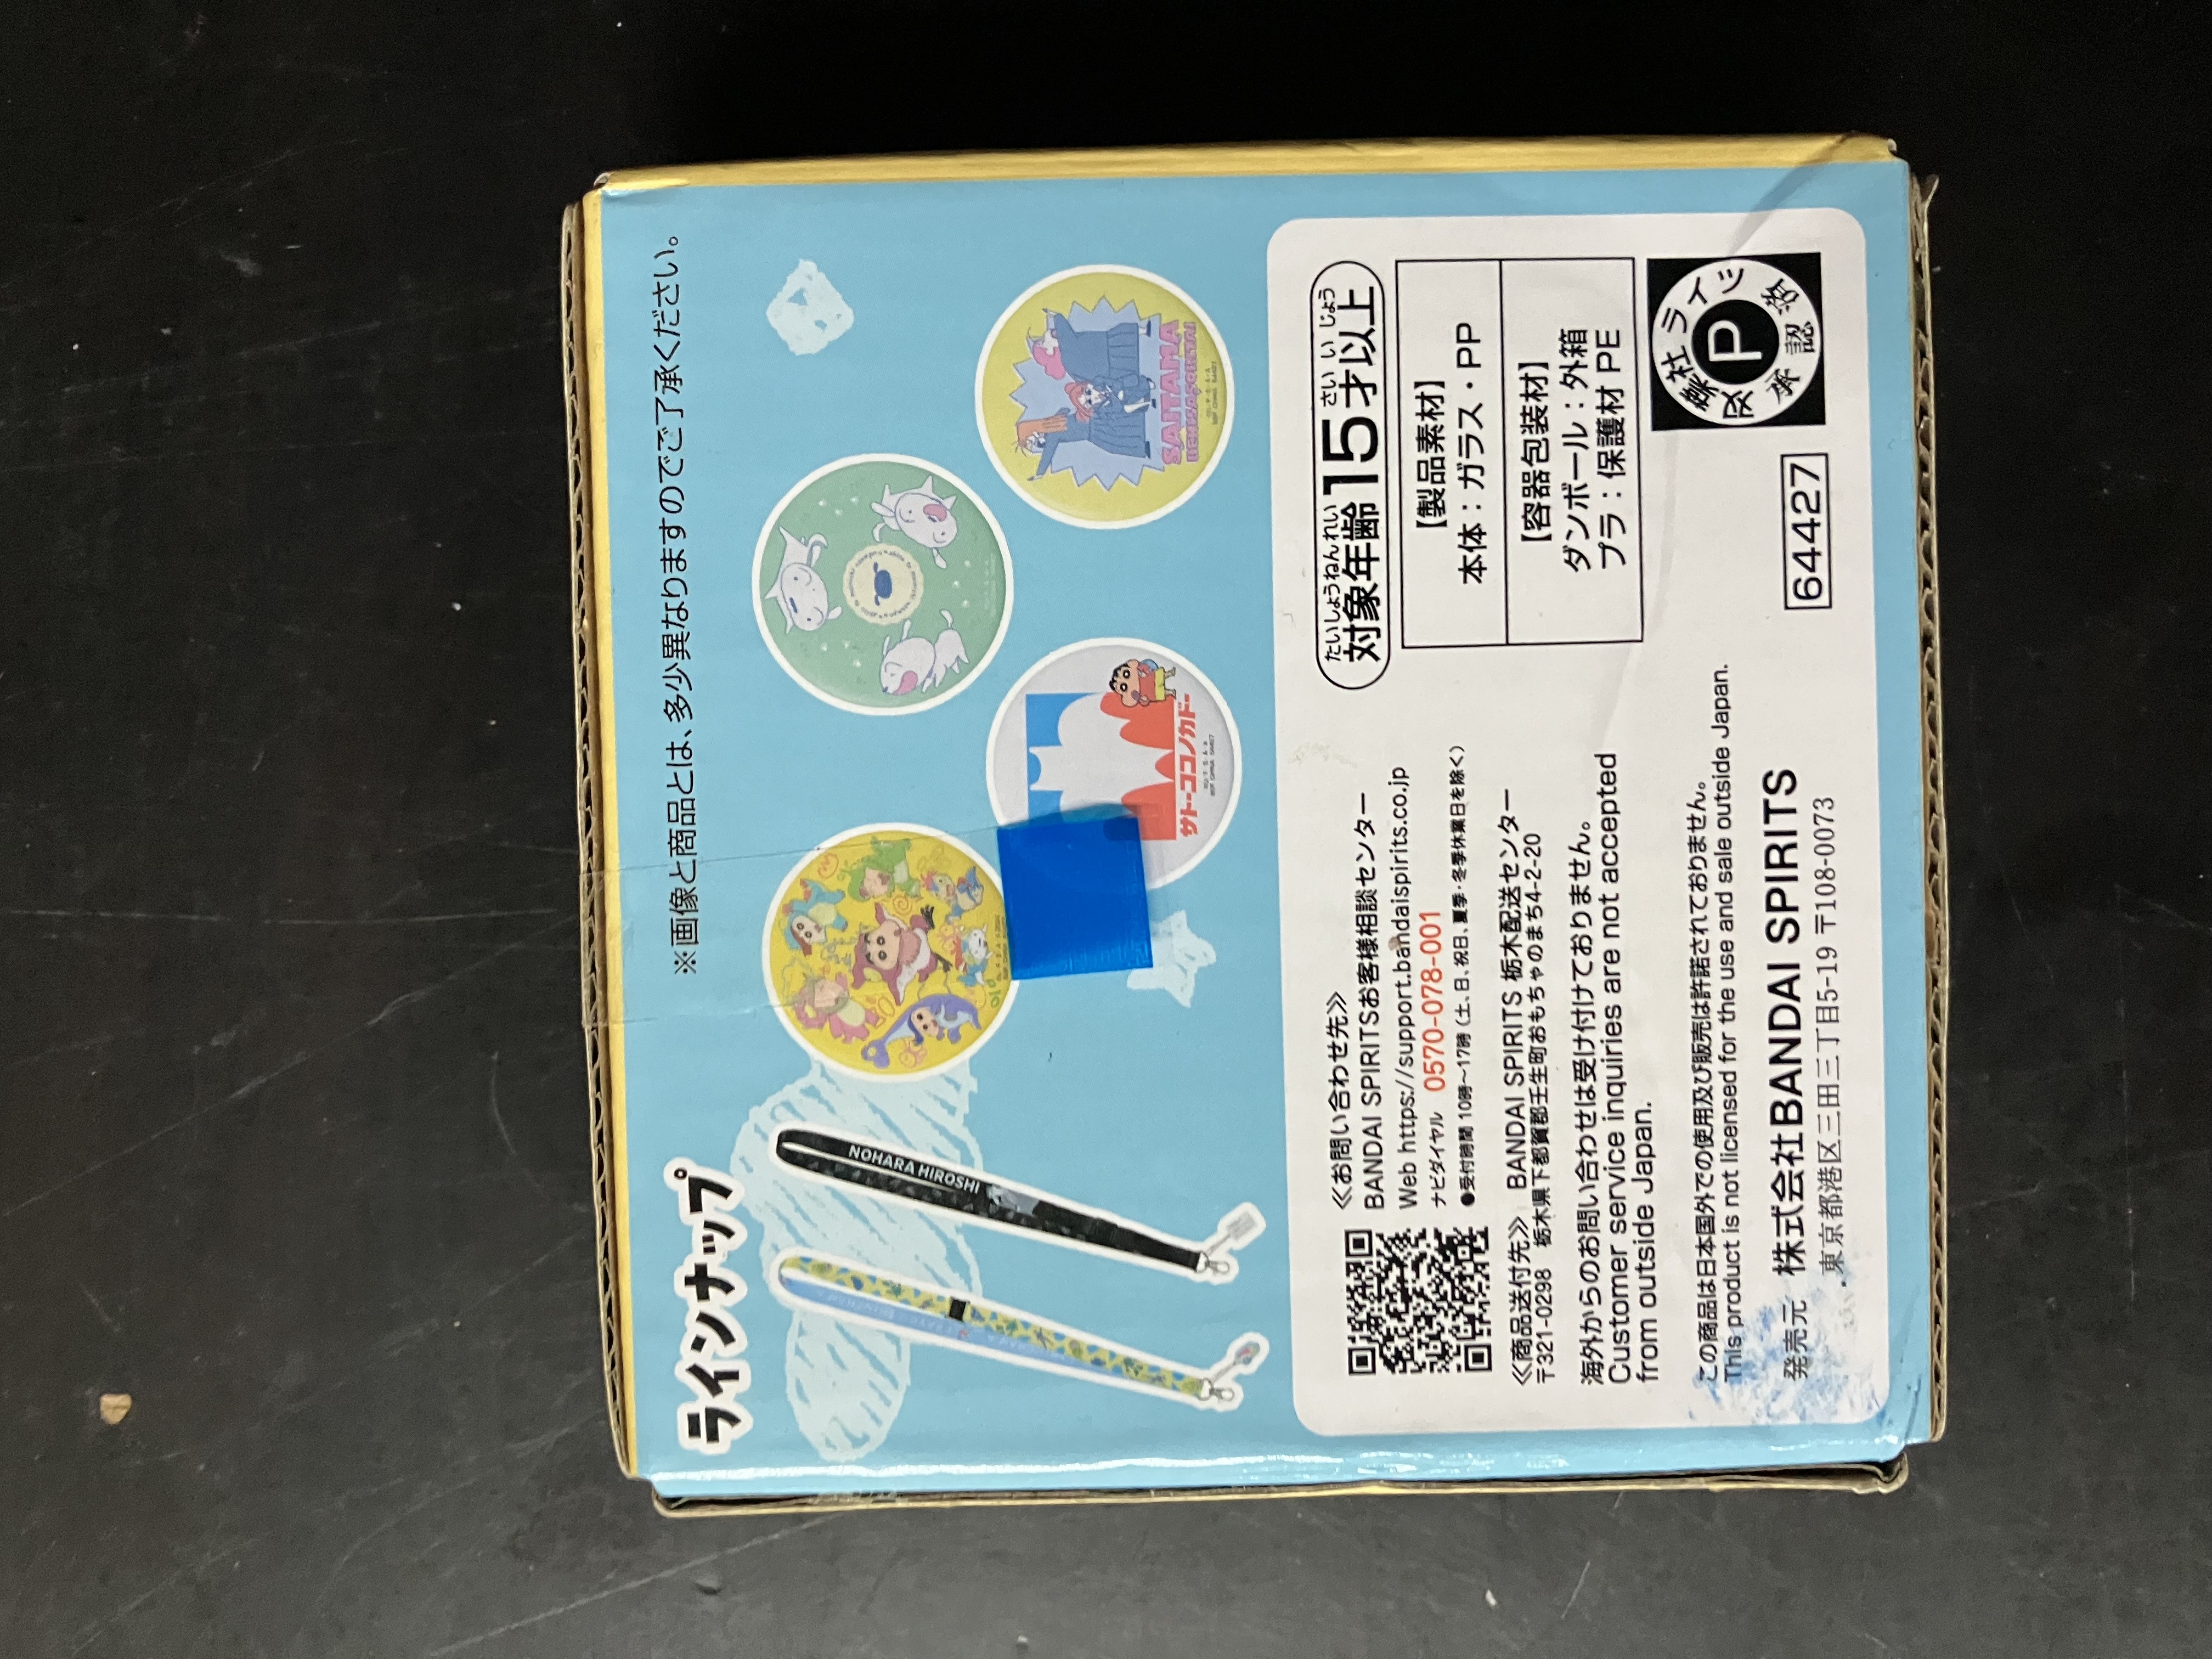 ※画像と商品とは、多少異なりますのでご了承ください。
ラインナップ
NOHARA HIROSHI
サトーココノカドー
SAITAMA
対象年齢15才以上
たいしょうねんれい さい い じょう
【製品素材】
本体：ガラス・PP
【容器包装材】
ダンボール：外箱
プラ：保護材 PE
双葉社ライツ
P
承認済
64427
≪お問い合わせ先≫
BANDAI SPIRITSお客様相談センター
Web https://support.bandaispirits.co.jp
ナビダイヤル 0570-078-001
●受付時間 10時〜17時（土、日、祝日、夏季・冬季休業日を除く）
≪商品送付先≫ BANDAI SPIRITS 栃木配送センター
〒321-0298 栃木県下都賀郡壬生町おもちゃのまち4-2-20
海外からのお問い合わせは受け付けておりません。
Customer service inquiries are not accepted
from outside Japan.
この商品は日本国外での使用及び販売は許諾されておりません。
This product is not licensed for the use and sale outside Japan.
発売元 株式会社BANDAI SPIRITS
東京都港区三田三丁目5-19 〒108-0073